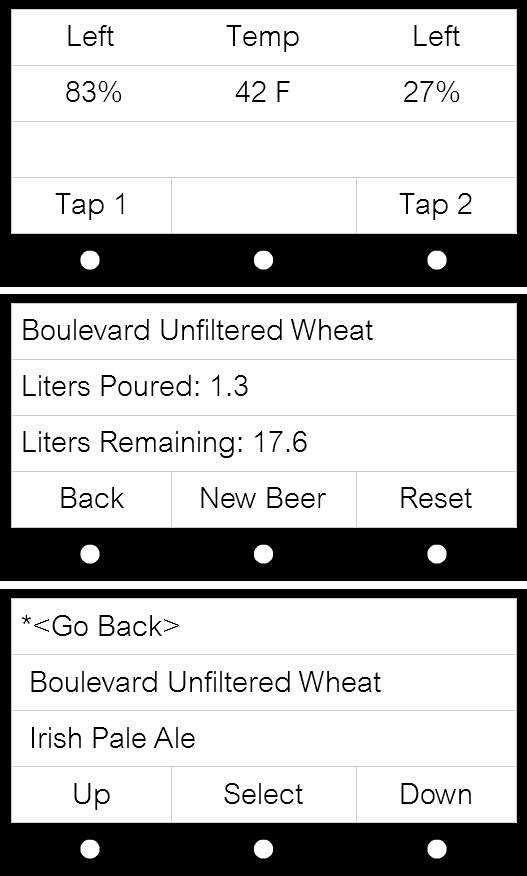 Left Temp Left
83% 42 F 27%
Tap 1 Tap 2
Boulevard Unfiltered Wheat
Liters Poured: 1.3
Liters Remaining: 17.6
Back New Beer Reset
*<Go Back>
Boulevard Unfiltered Wheat
Irish Pale Ale
Up Select Down